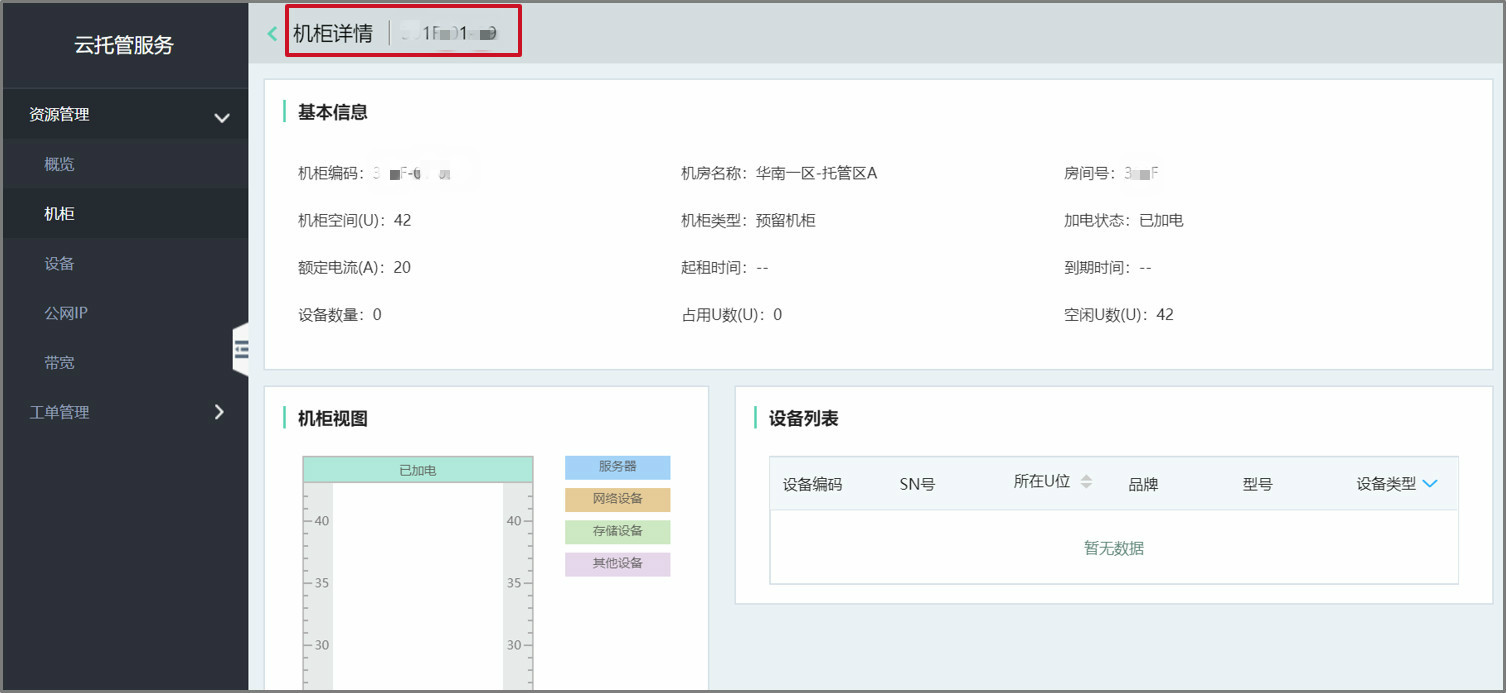 云托管服务
机柜详情
资源管理
概览
机柜
设备
公网IP
带宽
工单管理
基本信息
机柜编码：
机房名称：华南一区-托管区A
房间号：
机柜空间(U)：42
机柜类型：预留机柜
加电状态：已加电
额定电流(A)：20
起租时间：--
到期时间：--
设备数量：0
占用U数(U)：0
空闲U数(U)：42
机柜视图
已加电
40
40
35
35
30
30
服务器
网络设备
存储设备
其他设备
设备列表
设备编码 SN号 所在U位 品牌 型号 设备类型
暂无数据